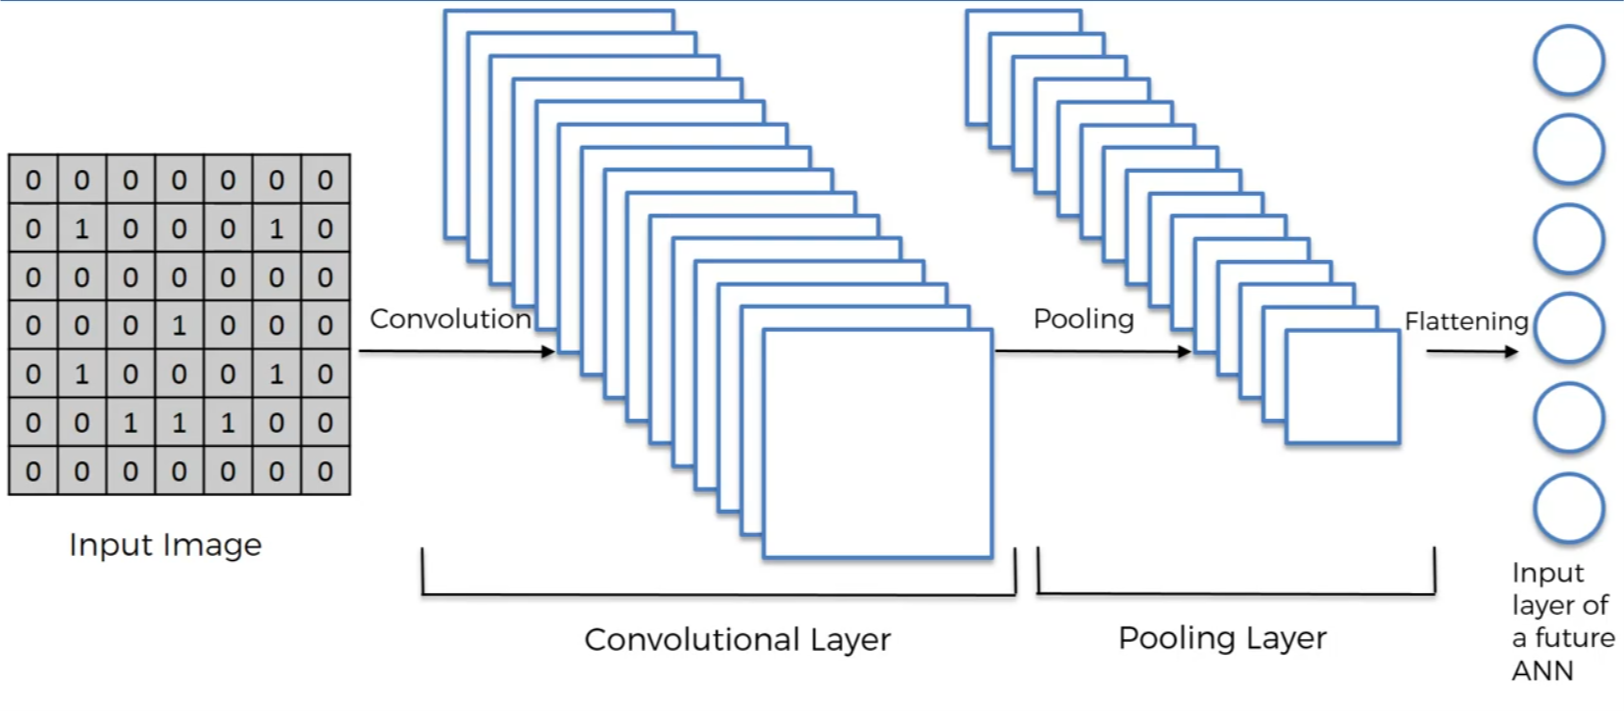 0 0 0 0 0 0 0
0 1 0 0 0 1 0
0 0 0 0 0 0 0
0 0 0 1 0 0 0
0 1 0 0 0 1 0
0 0 1 1 1 0 0
0 0 0 0 0 0 0
Input Image
Convolution
Convolutional Layer
Pooling
Pooling Layer
Flattening
Input
layer of
a future
ANN